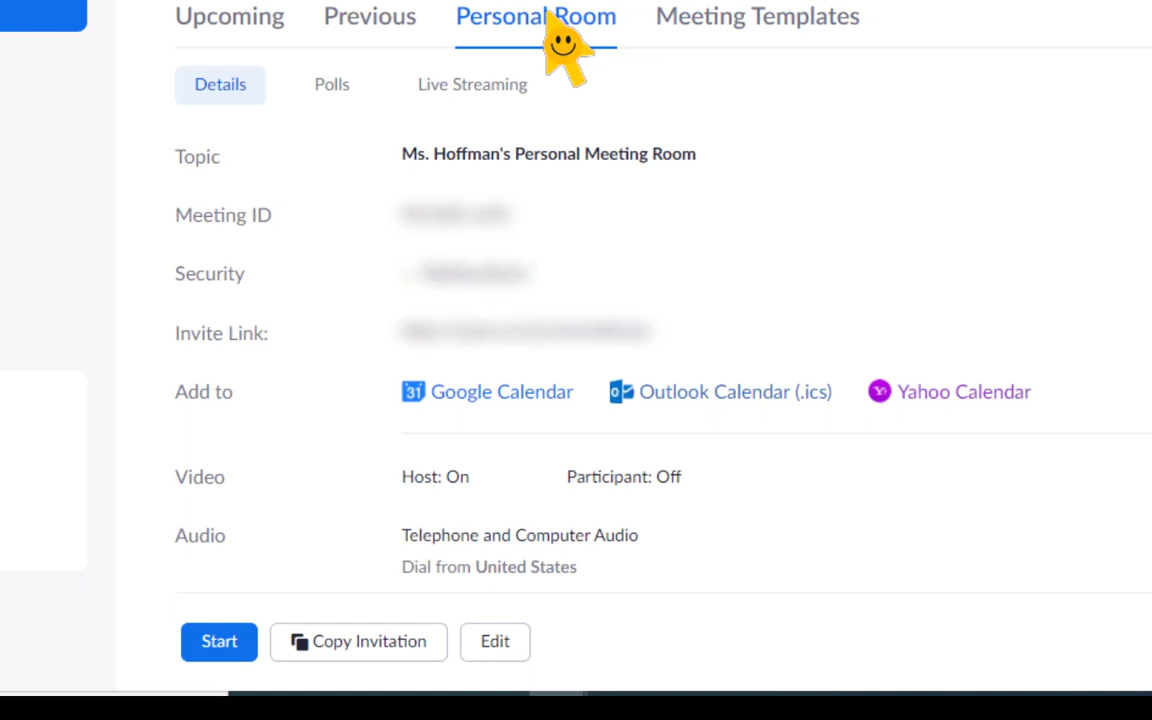 Upcoming Previous Personal Room Meeting Templates
Details Polls Live Streaming
Topic Ms. Hoffman's Personal Meeting Room
Meeting ID
Security
Invite Link:
Add to 31 Google Calendar Outlook Calendar (.ics) Yahoo Calendar
Video Host: On Participant: Off
Audio Telephone and Computer Audio
Dial from United States
Start Copy Invitation Edit